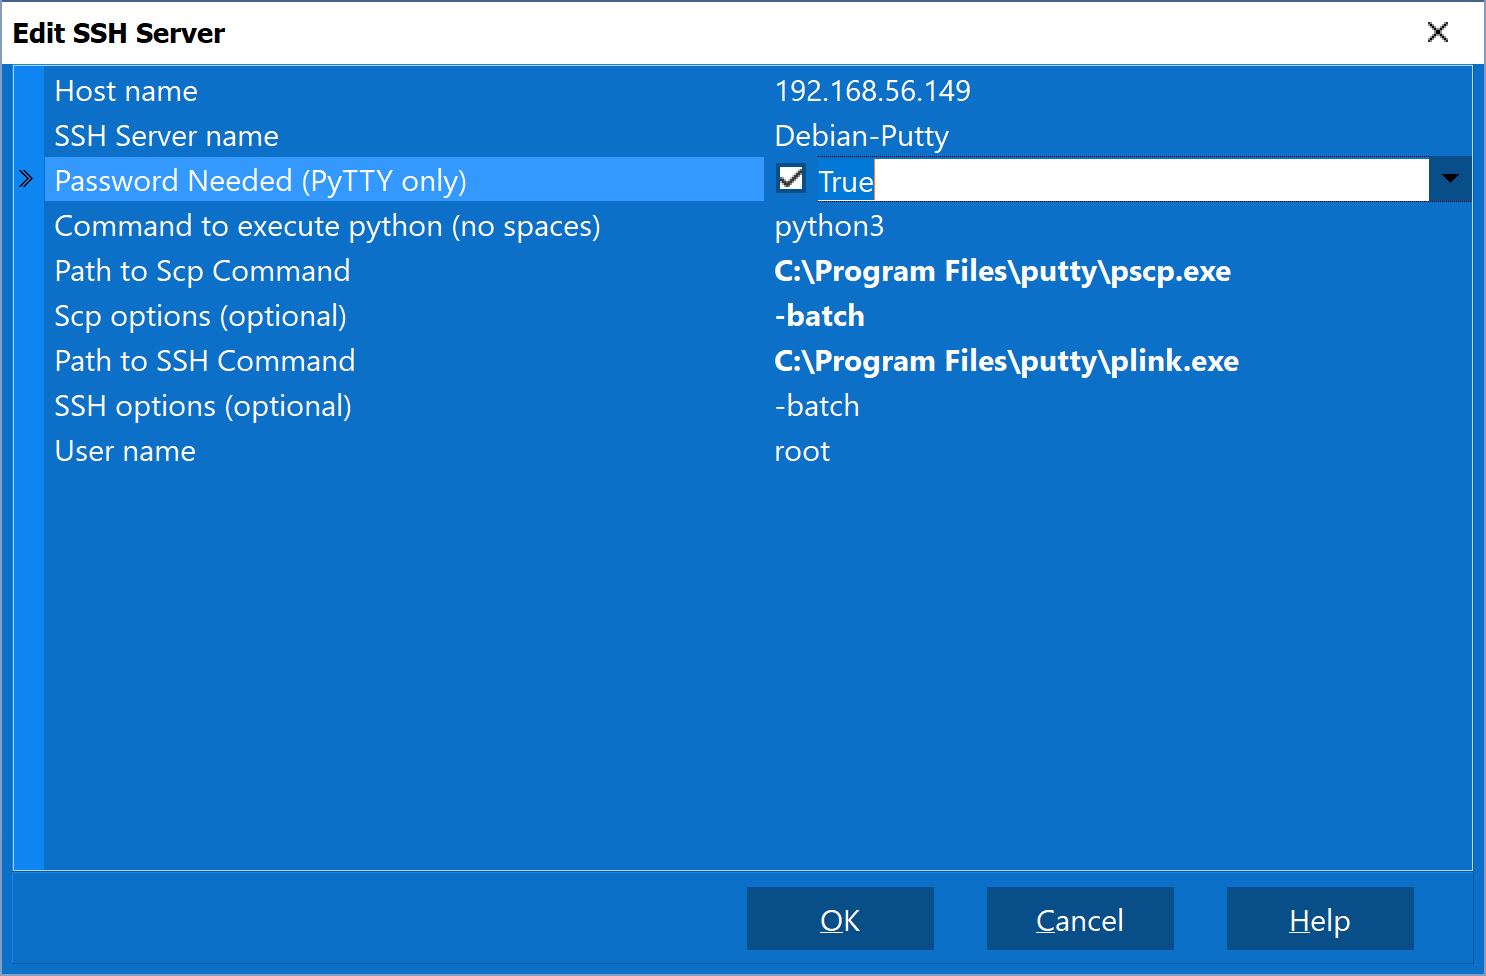 Edit SSH Server
Host name 192.168.56.149
SSH Server name Debian-Putty
Password Needed (PyTTY only) True
Command to execute python (no spaces) python3
Path to Scp Command C:\Program Files\putty\pscp.exe
Scp options (optional) -batch
Path to SSH Command C:\Program Files\putty\plink.exe
SSH options (optional) -batch
User name root
OK Cancel Help